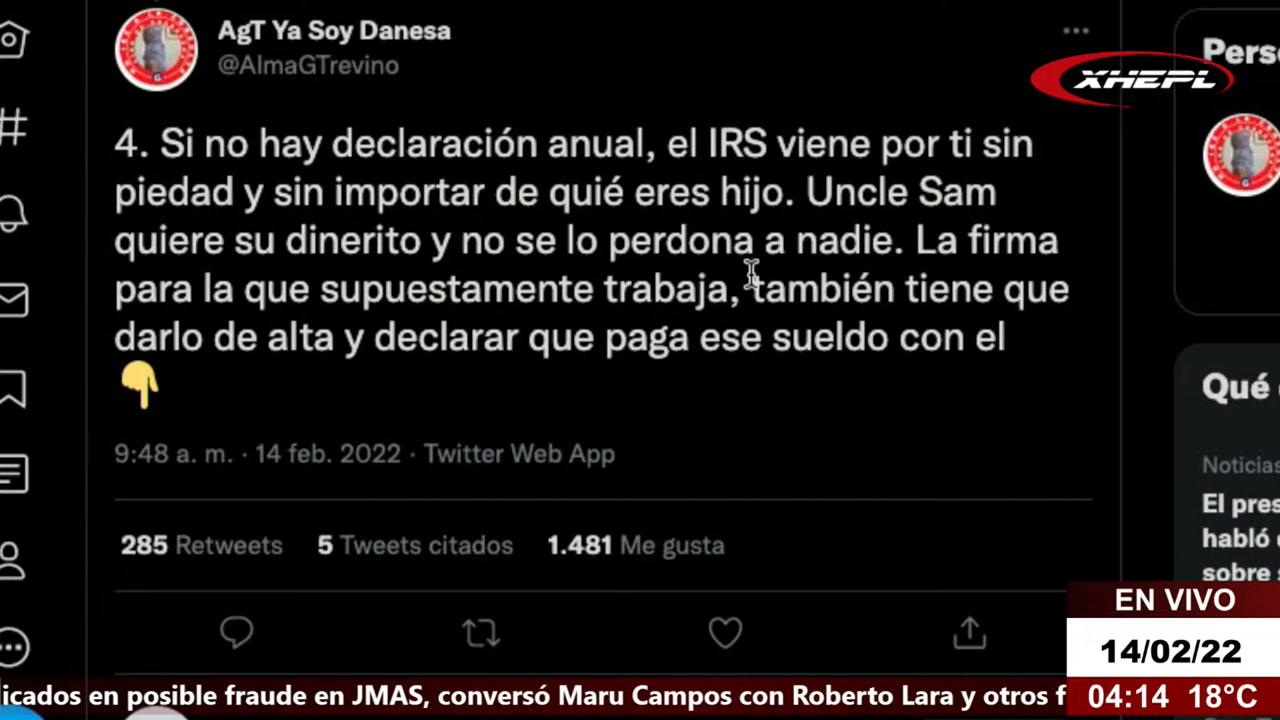 AgT Ya Soy Danesa
@AlmaGTrevino
XHEPL
4. Si no hay declaración anual, el IRS viene por ti sin
piedad y sin importar de quié eres hijo. Uncle Sam
quiere su dinerito y no se lo perdona a nadie. La firma
para la que supuestamente trabaja, también tiene que
darlo de alta y declarar que paga ese sueldo con el
👇
9:48 a. m. · 14 feb. 2022 · Twitter Web App
285 Retweets 5 Tweets citados 1.481 Me gusta
Qué
Noticias
El pres
habló
sobre
EN VIVO
14/02/22
04:14 18°C
licados en posible fraude en JMAS, conversó Maru Campos con Roberto Lara y otros f